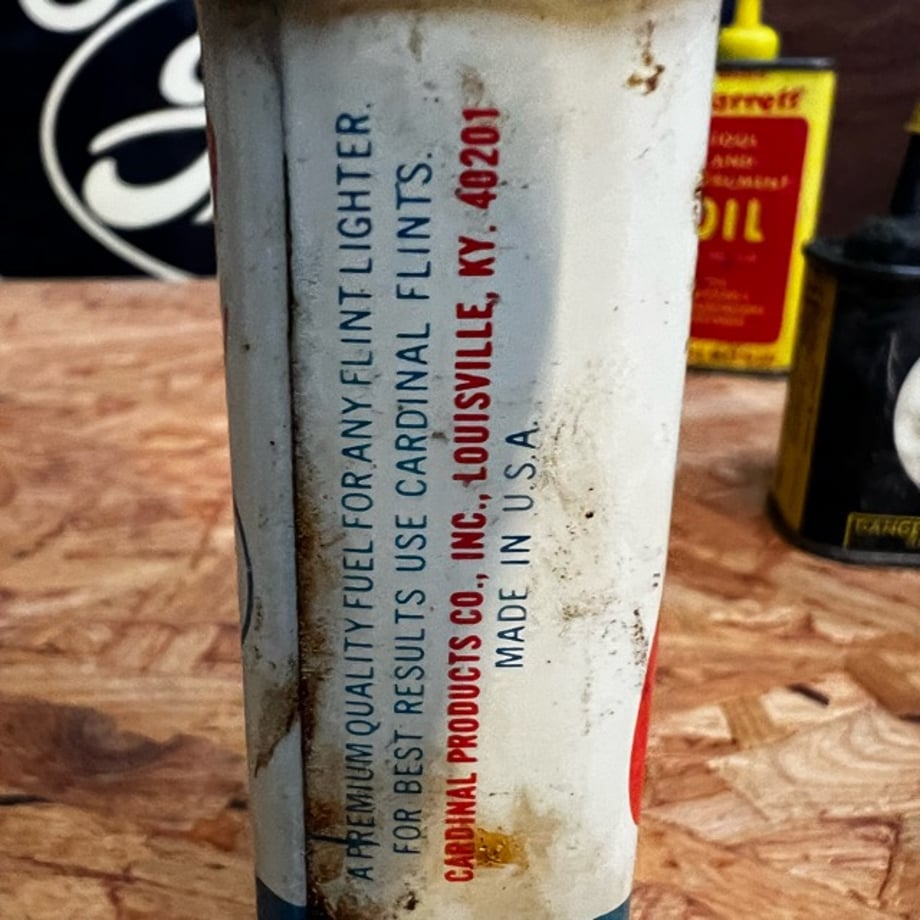 A PREMIUM QUALITY FUEL FOR ANY FLINT LIGHTER.
FOR BEST RESULTS USE CARDINAL FLINTS.
CARDINAL PRODUCTS CO., INC., LOUISVILLE, KY. 40201
MADE IN U.S.A.
OIL